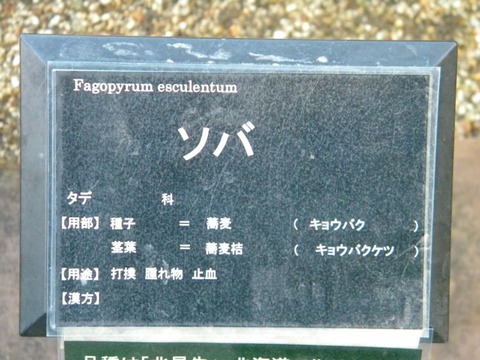 Fagopyrum esculentum
ソバ
タデ 科
【用部】 種子 = 蕎麦 ( キョウバク )
茎葉 = 蕎麦桔 ( キョウバクケツ )
【用途】 打撲 腫れ物 止血
【漢方】